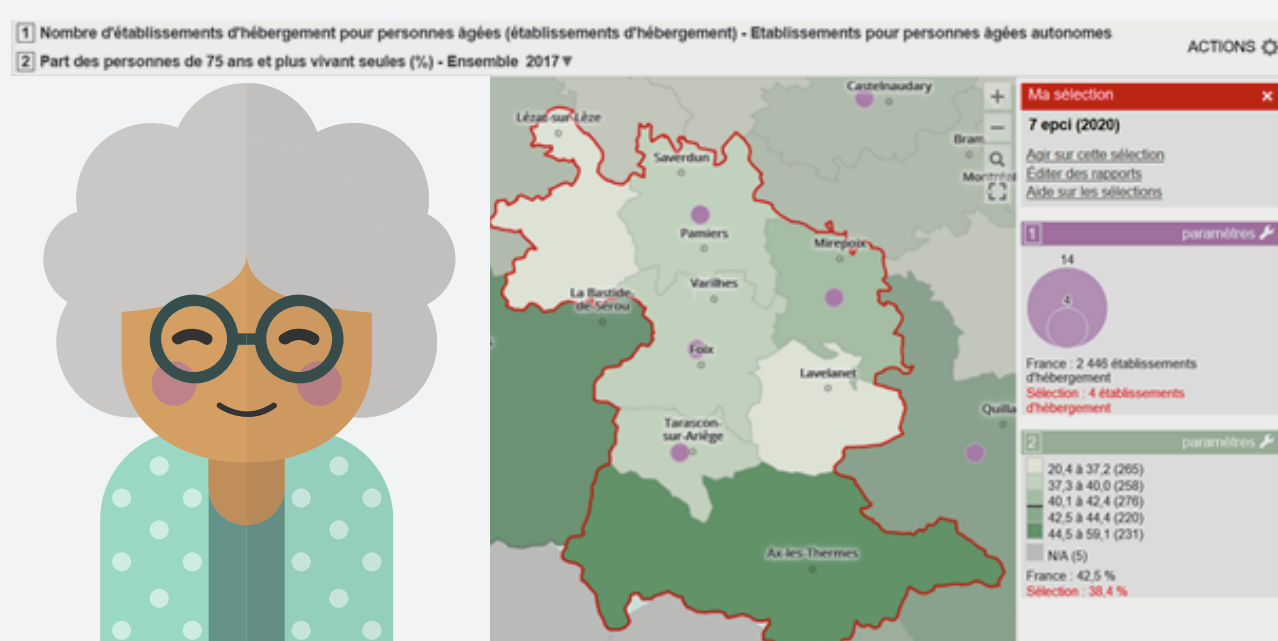 1 Nombre d'établissements d'hébergement pour personnes âgées (établissements d'hébergement) - Etablissements pour personnes âgées autonomes
2 Part des personnes de 75 ans et plus vivant seules (%) - Ensemble 2017
ACTIONS
Castelnaudary
Lézat-sur-Lèze
Bram
Saverdun
Montréal
Pamiers
Mirepoix
Varilhes
La Bastide-
de-Sérou
Foix
Lavelanet
Quilla
Tarascon-
sur-Ariège
Ax-les-Thermes
Ma sélection
7 epci (2020)
Agir sur cette sélection
Éditer des rapports
Aide sur les sélections
1 paramètres
14
4
France : 2 446 établissements
d'hébergement
Sélection : 4 établissements
d'hébergement
2 paramètres
20,4 à 37,2 (265)
37,3 à 40,0 (258)
40,1 à 42,4 (276)
42,5 à 44,4 (220)
44,5 à 59,1 (231)
N/A (5)
France : 42,5 %
Sélection : 38,4 %